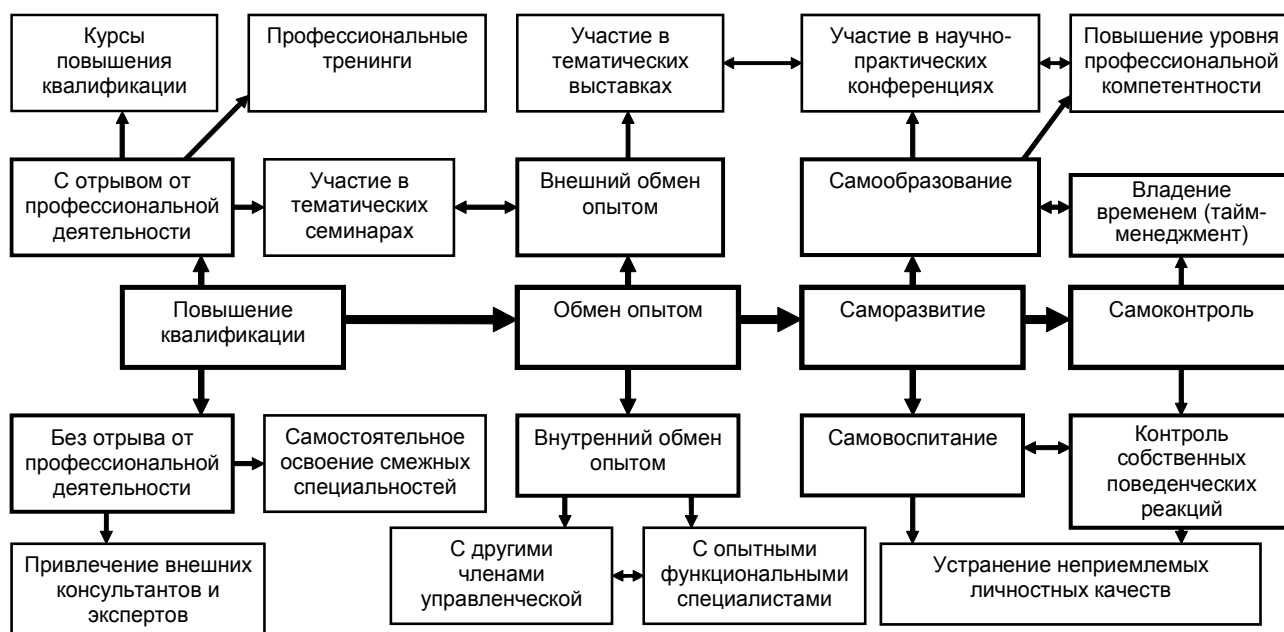 Курсы
повышения
квалификации
Профессиональные
тренинги
Участие в
тематических
выставках
Участие в научно-
практических
конференциях
Повышение уровня
профессиональной
компетентности
С отрывом от
профессиональной
деятельности
Участие в
тематических
семинарах
Внешний обмен
опытом
Самообразование
Владение
временем (тайм-
менеджмент)
Повышение
квалификации
Обмен опытом
Саморазвитие
Самоконтроль
Без отрыва от
профессиональной
деятельности
Самостоятельное
освоение смежных
специальностей
Внутренний обмен
опытом
Самовоспитание
Контроль
собственных
поведенческих
реакций
Привлечение внешних
консультантов и
экспертов
С другими
членами
управленческой
С опытными
функциональными
специалистами
Устранение неприемлемых
личностных качеств